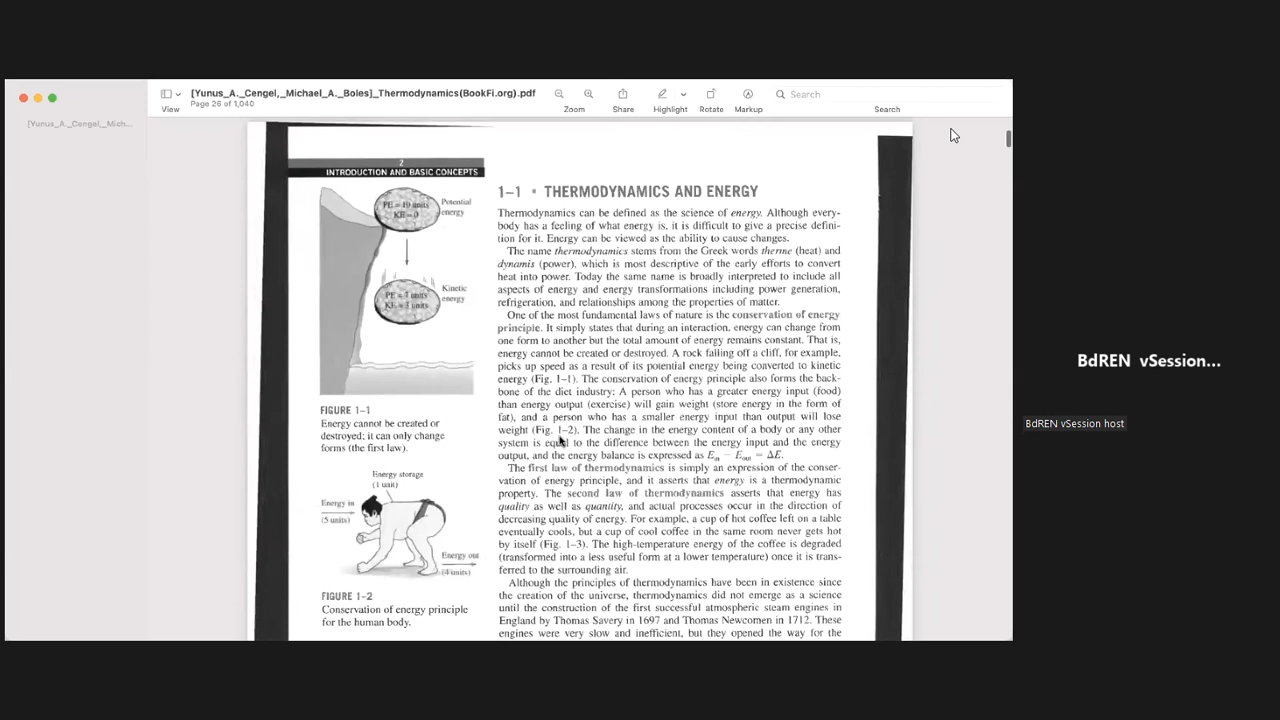 [Yunus_A._Cengel,_Michael_A._Boles]_Thermodynamics(BookFi.org).pdf
Page 26 of 1,040
View
Zoom
Share
Highlight
Rotate
Markup
Search
Search
[Yunus_A._Cengel,_Mich...
2
INTRODUCTION AND BASIC CONCEPTS
PE = 10 units
KE = 0
Potential
energy
PE = 7 units
KE = 3 units
Kinetic
energy
FIGURE 1–1
Energy cannot be created or
destroyed; it can only change
forms (the first law).
Energy storage
(1 unit)
Energy in
(5 units)
Energy out
(4 units)
FIGURE 1–2
Conservation of energy principle
for the human body.
1–1 ▪ THERMODYNAMICS AND ENERGY
Thermodynamics can be defined as the science of energy. Although every-
body has a feeling of what energy is, it is difficult to give a precise defini-
tion for it. Energy can be viewed as the ability to cause changes.
The name thermodynamics stems from the Greek words therme (heat) and
dynamis (power), which is most descriptive of the early efforts to convert
heat into power. Today the same name is broadly interpreted to include all
aspects of energy and energy transformations including power generation,
refrigeration, and relationships among the properties of matter.
One of the most fundamental laws of nature is the conservation of energy
principle. It simply states that during an interaction, energy can change from
one form to another but the total amount of energy remains constant. That is,
energy cannot be created or destroyed. A rock falling off a cliff, for example,
picks up speed as a result of its potential energy being converted to kinetic
energy (Fig. 1–1). The conservation of energy principle also forms the back-
bone of the diet industry: A person who has a greater energy input (food)
than energy output (exercise) will gain weight (store energy in the form of
fat), and a person who has a smaller energy input than output will lose
weight (Fig. 1–2). The change in the energy content of a body or any other
system is equal to the difference between the energy input and the energy
output, and the energy balance is expressed as E_in − E_out = ΔE.
The first law of thermodynamics is simply an expression of the conser-
vation of energy principle, and it asserts that energy is a thermodynamic
property. The second law of thermodynamics asserts that energy has
quality as well as quantity, and actual processes occur in the direction of
decreasing quality of energy. For example, a cup of hot coffee left on a table
eventually cools, but a cup of cool coffee in the same room never gets hot
by itself (Fig. 1–3). The high-temperature energy of the coffee is degraded
(transformed into a less useful form at a lower temperature) once it is trans-
ferred to the surrounding air.
Although the principles of thermodynamics have been in existence since
the creation of the universe, thermodynamics did not emerge as a science
until the construction of the first successful atmospheric steam engines in
England by Thomas Savery in 1697 and Thomas Newcomen in 1712. These
engines were very slow and inefficient, but they opened the way for the
BdREN vSession...
BdREN vSession host